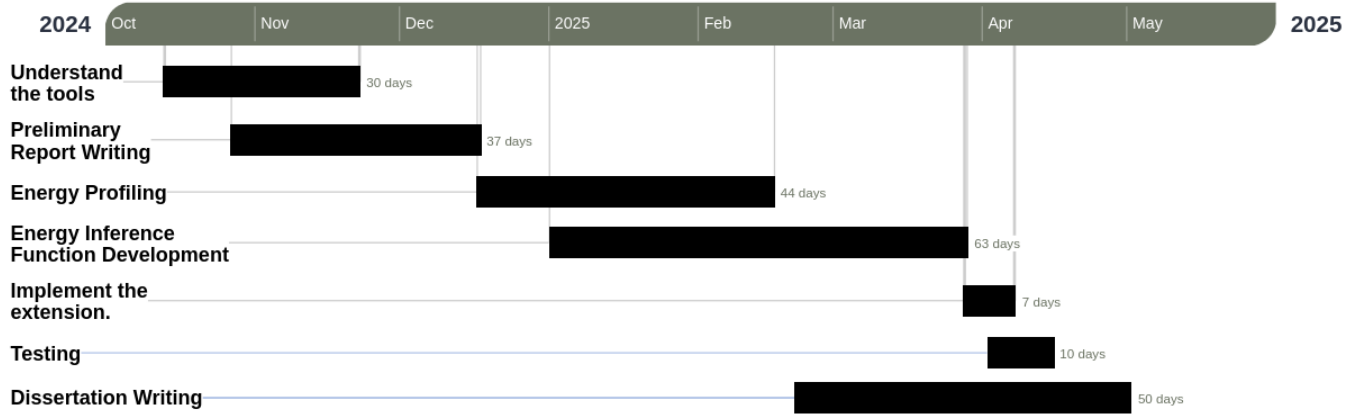 2024 Oct Nov Dec 2025 Feb Mar Apr May 2025
Understand
the tools
30 days
Preliminary
Report Writing
37 days
Energy Profiling 44 days
Energy Inference
Function Development
63 days
Implement the
extension.
7 days
Testing 10 days
Dissertation Writing 50 days